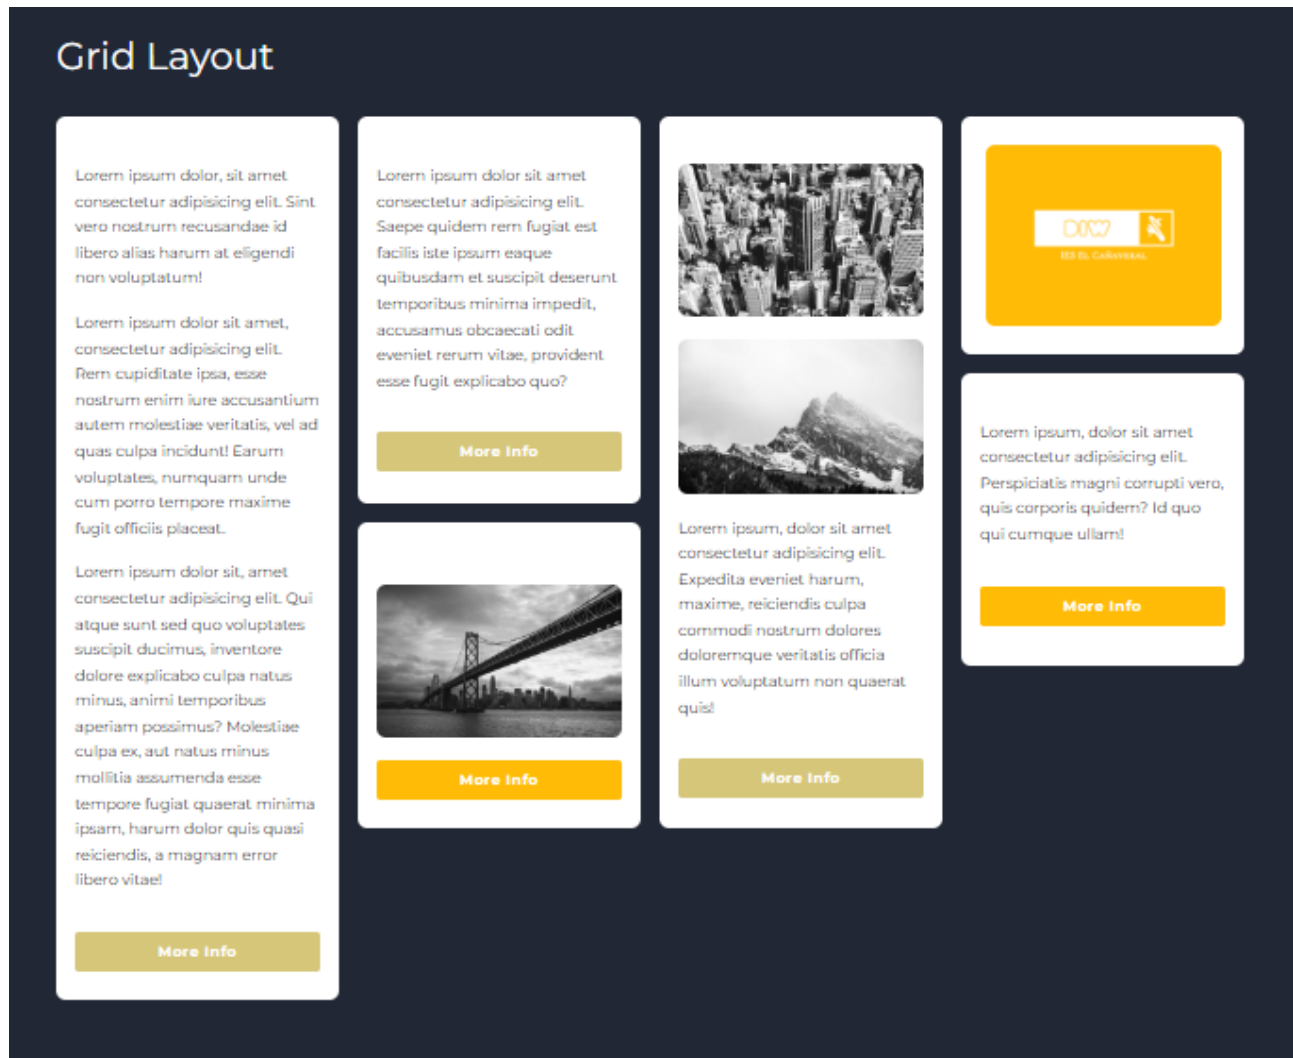 Grid Layout
Lorem ipsum dolor, sit amet
consectetur adipisicing elit. Sint
vero nostrum recusandae id
libero alias harum at eligendi
non voluptatum!
Lorem ipsum dolor sit amet,
consectetur adipisicing elit.
Rem cupiditate ipsa, esse
nostrum enim iure accusantium
autem molestiae veritatis, vel ad
quas culpa incidunt! Earum
voluptates, numquam unde
cum porro tempore maxime
fugit officiis placeat.
Lorem ipsum dolor sit, amet
consectetur adipisicing elit. Qui
atque sunt sed quo voluptates
suscipit ducimus, inventore
dolore explicabo culpa natus
minus, animi temporibus
aperiam possimus? Molestiae
culpa ex, aut natus minus
mollitia assumenda esse
tempore fugiat quaerat minima
ipsam, harum dolor quis quasi
reiciendis, a magnam error
libero vitae!
More Info
Lorem ipsum dolor sit amet
consectetur adipisicing elit.
Saepe quidem rem fugiat est
facilis iste ipsum eaque
quibusdam et suscipit deserunt
temporibus minima impedit,
accusamus obcaecati odit
eveniet rerum vitae, provident
esse fugit explicabo quo?
More Info
More Info
Lorem ipsum, dolor sit amet
consectetur adipisicing elit.
Expedita eveniet harum,
maxime, reiciendis culpa
commodi nostrum dolores
doloremque veritatis officia
illum voluptatum non quaerat
quis!
More Info
DIW
IES EL CAÑAVERAL
Lorem ipsum, dolor sit amet
consectetur adipisicing elit.
Perspiciatis magni corrupti vero,
quis corporis quidem? Id quo
qui cumque ullam!
More Info